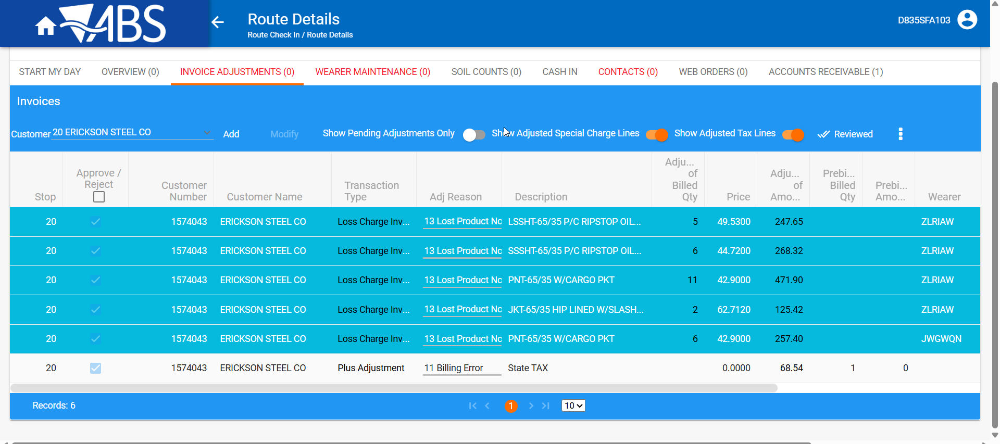 ABS
Route Details
Route Check In / Route Details
D835SFA103
START MY DAY OVERVIEW (0) INVOICE ADJUSTMENTS (0) WEARER MAINTENANCE (0) SOIL COUNTS (0) CASH IN CONTACTS (0) WEB ORDERS (0) ACCOUNTS RECEIVABLE (1)
Invoices
Customer 20 ERICKSON STEEL CO Add Modify Show Pending Adjustments Only Show Adjusted Special Charge Lines Show Adjusted Tax Lines Reviewed
Stop Approve / Reject Customer Number Customer Name Transaction Type Adj Reason Description Adju... of Billed Qty Price Adju... of Amo... Prebi... Billed Qty Prebi... Amo... Wearer
20 1574043 ERICKSON STEEL CO Loss Charge Inv... 13 Lost Product No LSSHT-65/35 P/C RIPSTOP OIL... 5 49.5300 247.65 ZLRIAW
20 1574043 ERICKSON STEEL CO Loss Charge Inv... 13 Lost Product No SSSHT-65/35 P/C RIPSTOP OIL... 6 44.7200 268.32 ZLRIAW
20 1574043 ERICKSON STEEL CO Loss Charge Inv... 13 Lost Product No PNT-65/35 W/CARGO PKT 11 42.9000 471.90 ZLRIAW
20 1574043 ERICKSON STEEL CO Loss Charge Inv... 13 Lost Product No JKT-65/35 HIP LINED W/SLASH... 2 62.7120 125.42 ZLRIAW
20 1574043 ERICKSON STEEL CO Loss Charge Inv... 13 Lost Product No PNT-65/35 W/CARGO PKT 6 42.9000 257.40 JWGWQN
20 1574043 ERICKSON STEEL CO Plus Adjustment 11 Billing Error State TAX 0.0000 68.54 1 0
Records: 6 1 10